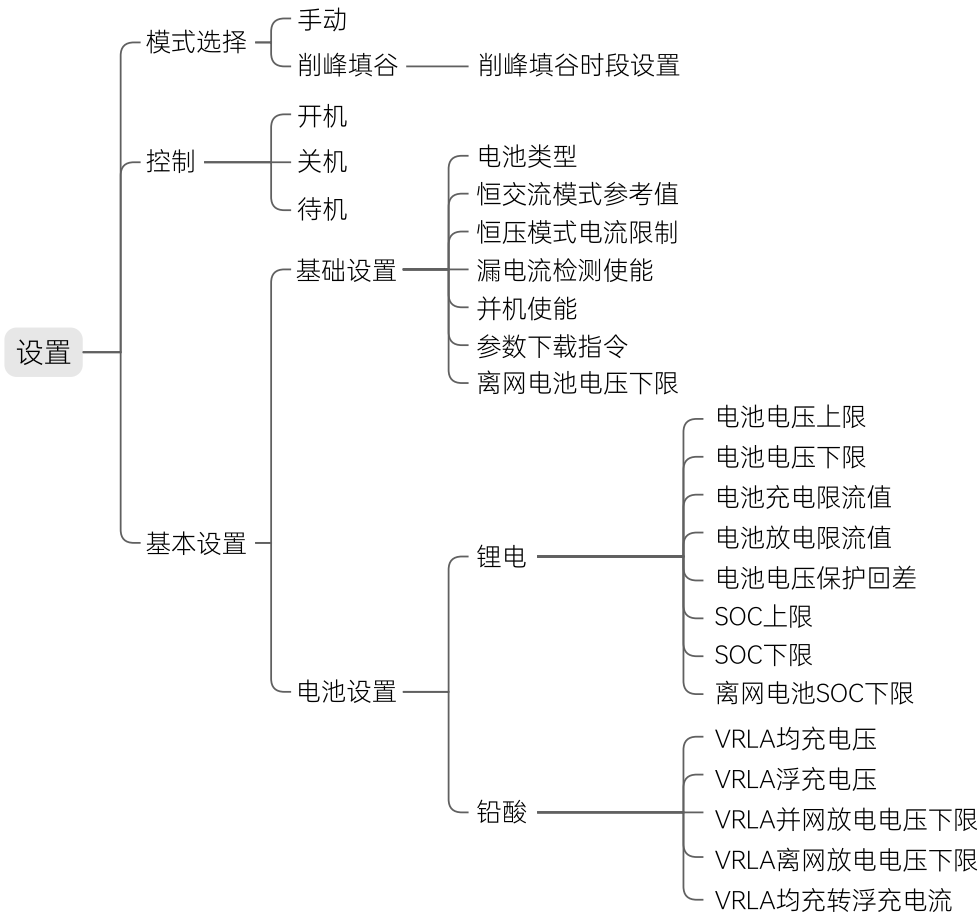 设置
模式选择
手动
削峰填谷
削峰填谷时段设置
控制
开机
关机
待机
基本设置
基础设置
电池类型
恒交流模式参考值
恒压模式电流限制
漏电流检测使能
并机使能
参数下载指令
离网电池电压下限
电池设置
锂电
电池电压上限
电池电压下限
电池充电限流值
电池放电限流值
电池电压保护回差
SOC上限
SOC下限
离网电池SOC下限
铅酸
VRLA均充电压
VRLA浮充电压
VRLA并网放电电压下限
VRLA离网放电电压下限
VRLA均充转浮充电流